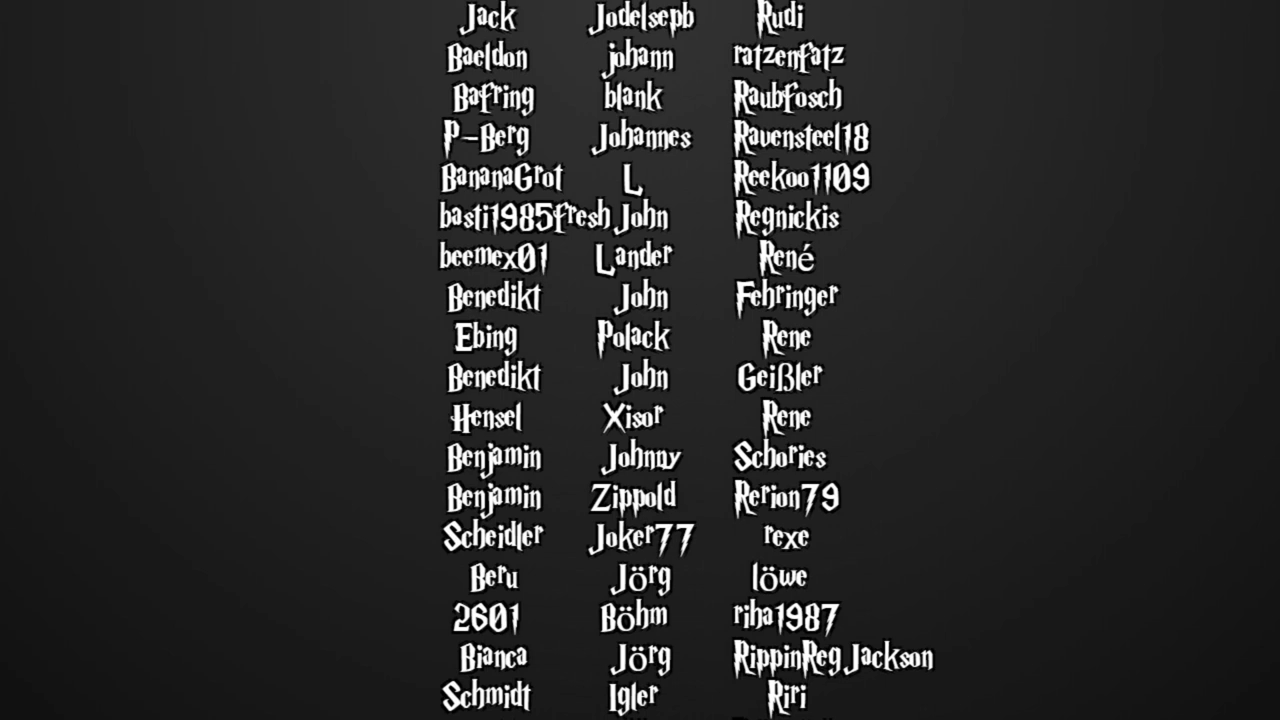 Jack Jodelsepb Rudi
Baeldon johann ratzenfatz
Bafring blank Raubfosch
P-Berg Johannes Ravensteel18
BananaGrot L Reekoo1109
basti1985fresh John Regnickis
beemex01 Lander René
Benedikt John Fehringer
Ebing Polack Rene
Benedikt John Geißler
Hensel Xisor Rene
Benjamin Johnny Schories
Benjamin Zippold Rerion79
Scheidler Joker77 rexe
Beru Jörg löwe
2601 Böhm riha1987
Bianca Jörg RippinReg Jackson
Schmidt Igler Riri